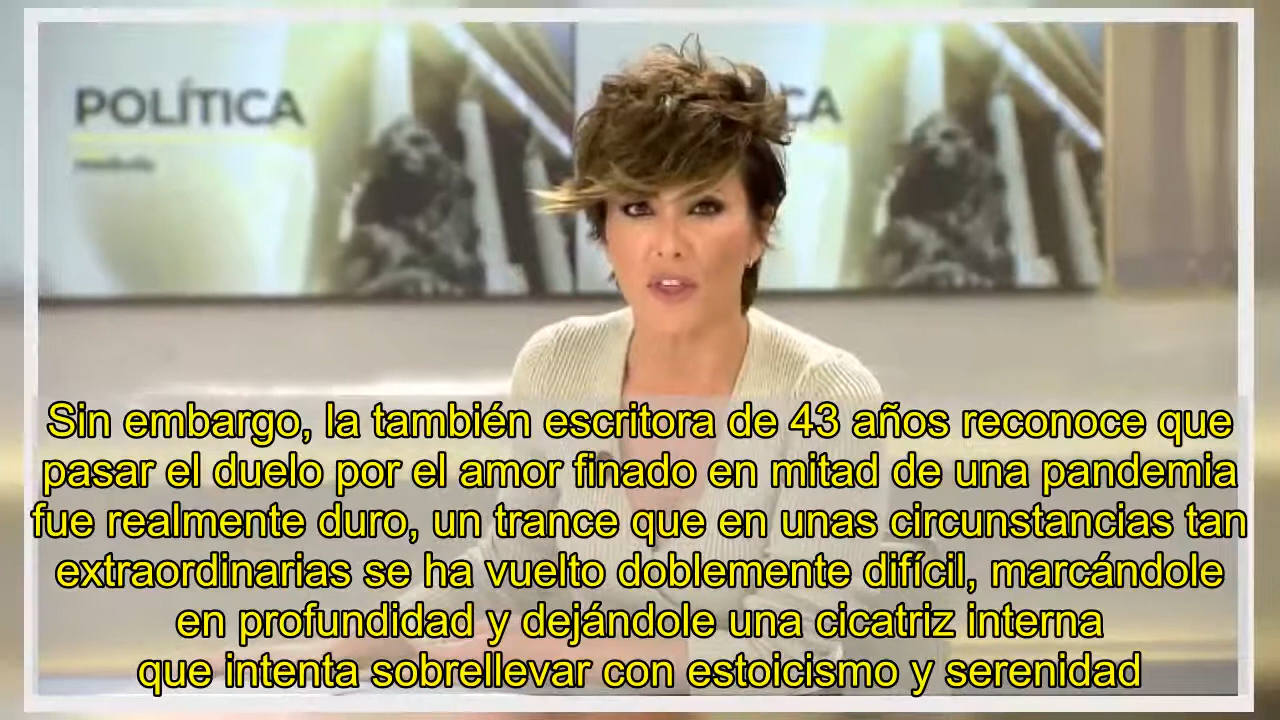 POLÍTICA
CA
Sin embargo, la también escritora de 43 años reconoce que
pasar el duelo por el amor finado en mitad de una pandemia
fue realmente duro, un trance que en unas circunstancias tan
extraordinarias se ha vuelto doblemente difícil, marcándole
en profundidad y dejándole una cicatriz interna
que intenta sobrellevar con estoicismo y serenidad